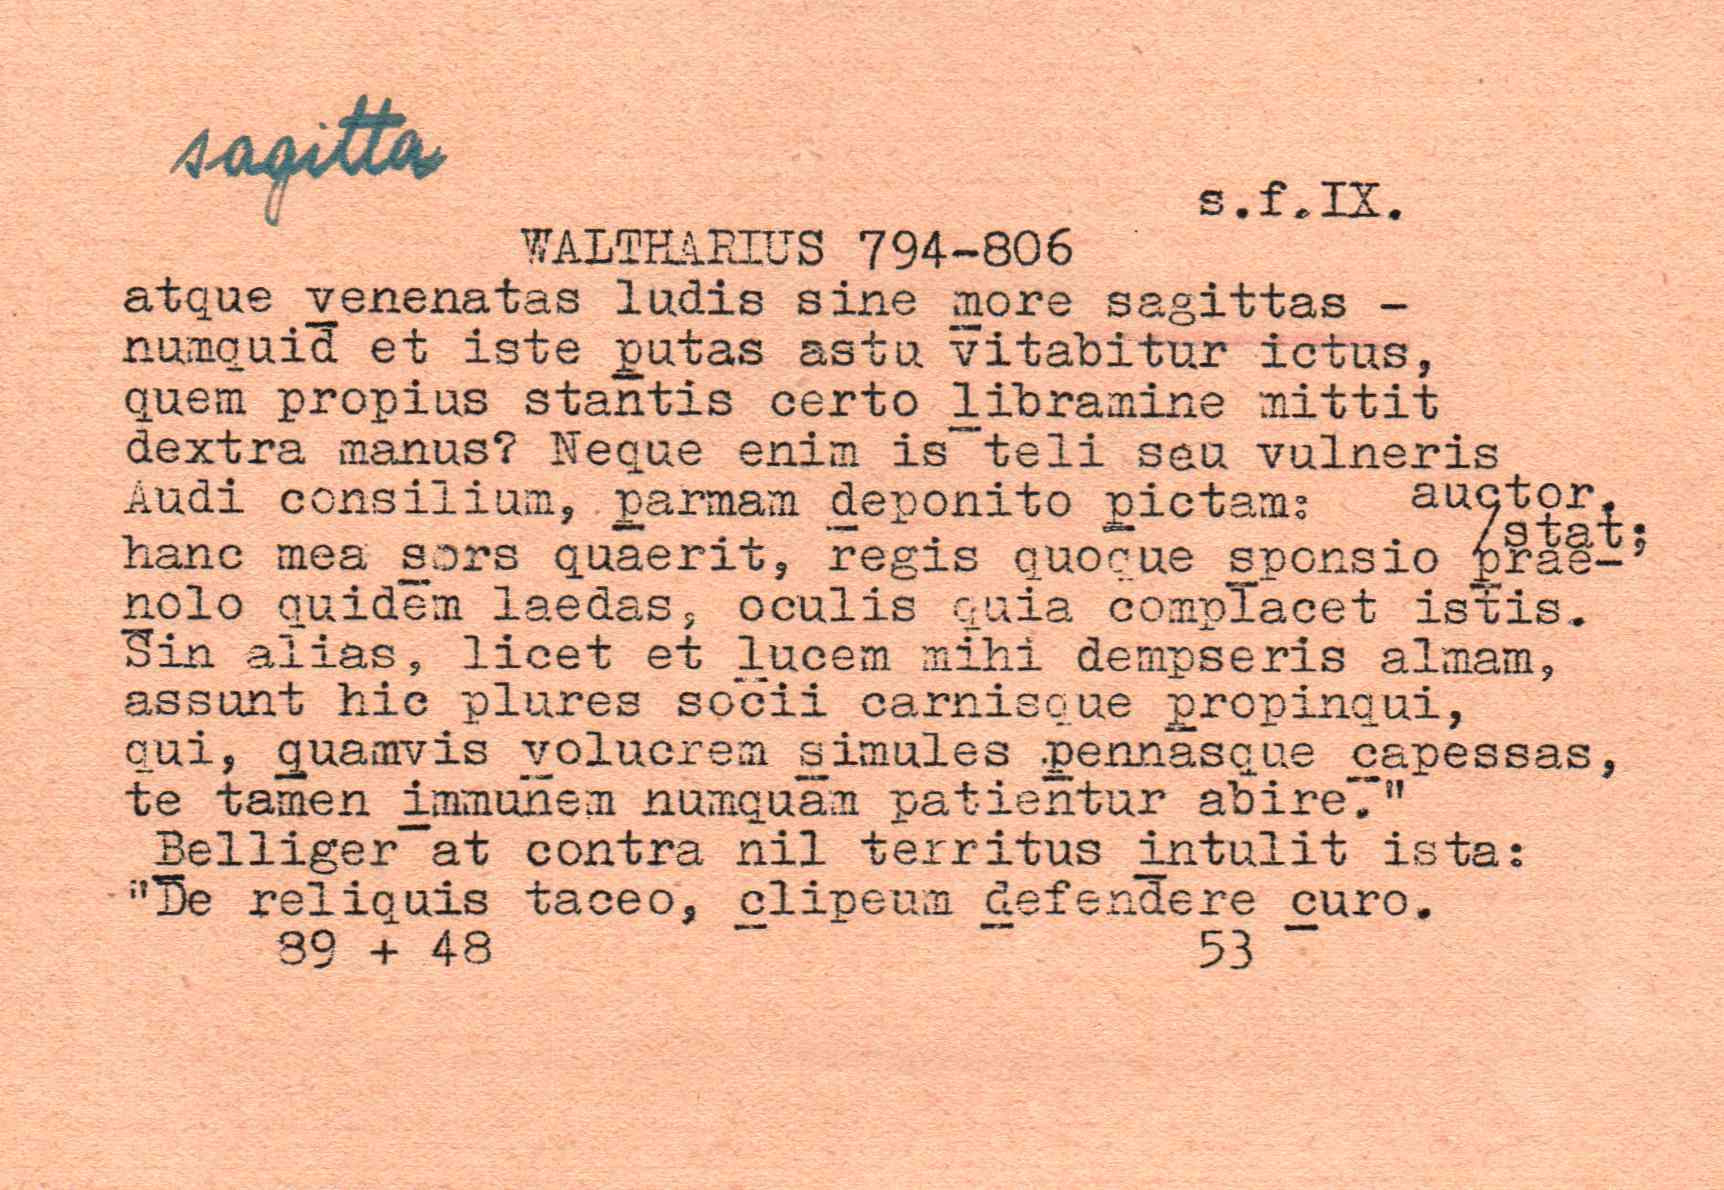 sagitta
s.f.IX.
WALTHARIUS 794-806
atque venenatas ludis sine more sagittas -
numquid et iste putas astu vitabitur ictus,
quem propius stantis certo libramine mittit
dextra manus? Neque enim is teli seu vulneris
auctor.
Audi consilium, parmam deponito pictam:
/stat;
hanc mea sors quaerit, regis quoque sponsio prae-
nolo quidem laedas, oculis quia complacet istis.
Sin alias, licet et lucem mihi dempseris almam,
assunt hic plures socii carnisque propinqui,
qui, quamvis volucrem simules pennasque capessas,
te tamen immunem numquam patientur abire."
Belliger at contra nil territus intulit ista:
"De reliquis taceo, clipeum defendere curo.
89 + 48 53